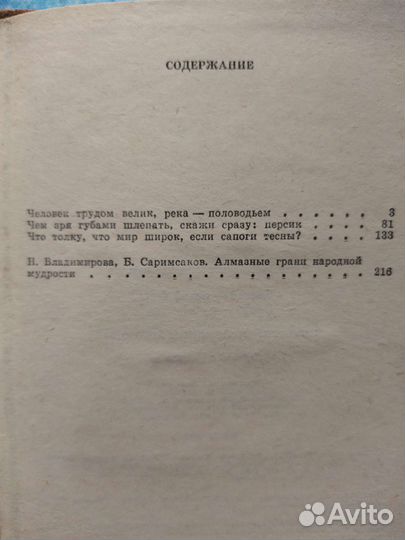 СОДЕРЖАНИЕ
Человек трудом велик, река — половодьем . . . . . . 3
Чем зря губами шлепать, скажи сразу: персик . . . . 81
Что толку, что мир широк, если сапоги тесны? . . . . 133
Н. Владимирова, Б. Саримсаков. Алмазные грани народной
мудрости . . . . . . . . . . . . . . . . . 216
Avito